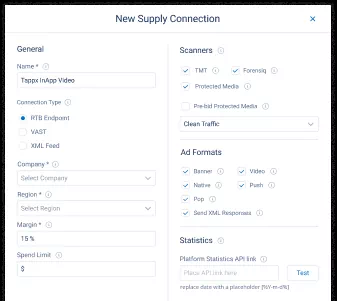 New Supply Connection
General
Name *
Tappx InApp Video
Connection Type
RTB Endpoint
VAST
XML Feed
Company *
Select Company
Region *
Select Region
Margin *
15 %
Spend Limit
$
Scanners
TMT
Forensiq
Protected Media
Pre-bid Protected Media
Clean Traffic
Ad Formats
Banner
Video
Native
Push
Pop
Send XML Responses
Statistics
Platform Statistics API link
Place API link here
Test
replace date with a placeholder [%Y-m-d%]